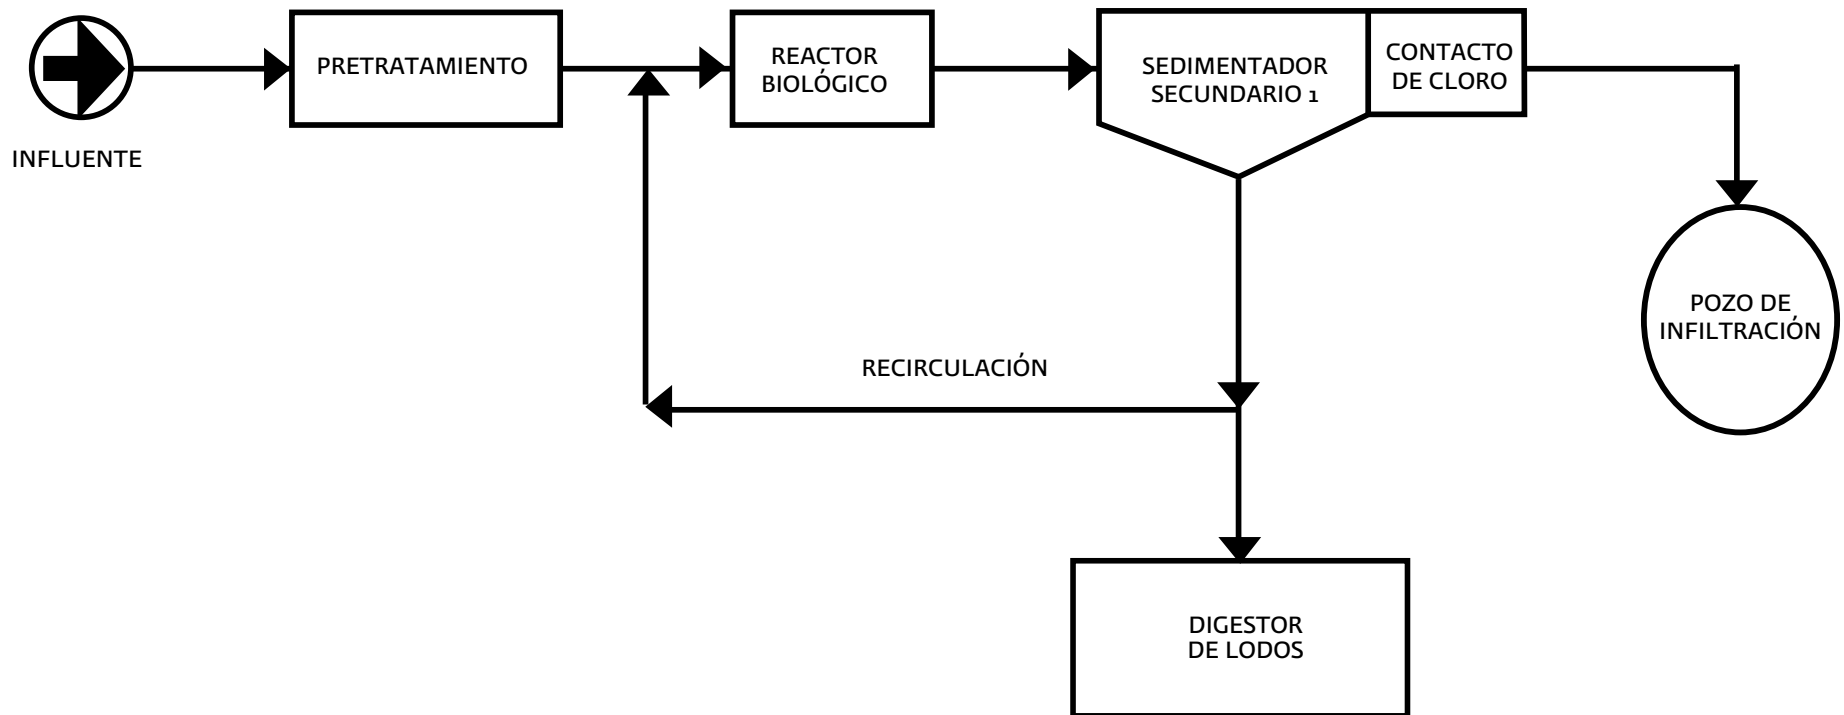 INFLUENTE
PRETRATAMIENTO
REACTOR
BIOLÓGICO
SEDIMENTADOR
SECUNDARIO 1
CONTACTO
DE CLORO
POZO DE
INFILTRACIÓN
RECIRCULACIÓN
DIGESTOR
DE LODOS